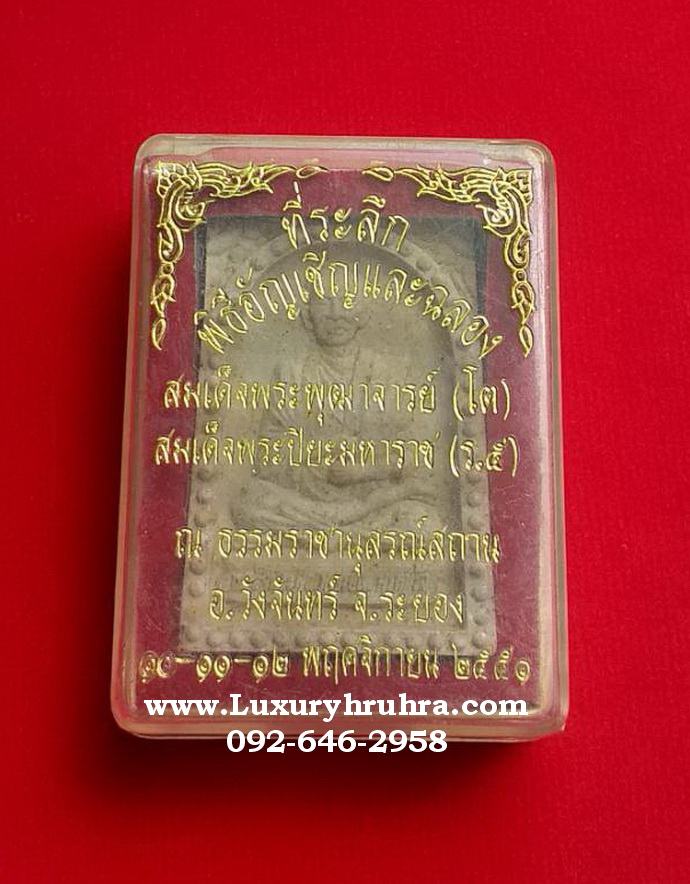 ที่ระลึก
พิธีอัญเชิญและฉลอง
สมเด็จพระพุฒาจารย์ (โต)
สมเด็จพระปิยะมหาราช (ร.๕)
ณ ธรรมราชานุสรณ์สถาน
อ.วังจันทร์ จ.ระยอง
๑๐-๑๑-๑๒ พฤศจิกายน ๒๕๕๑
www.Luxuryhruhra.com
092-646-2958